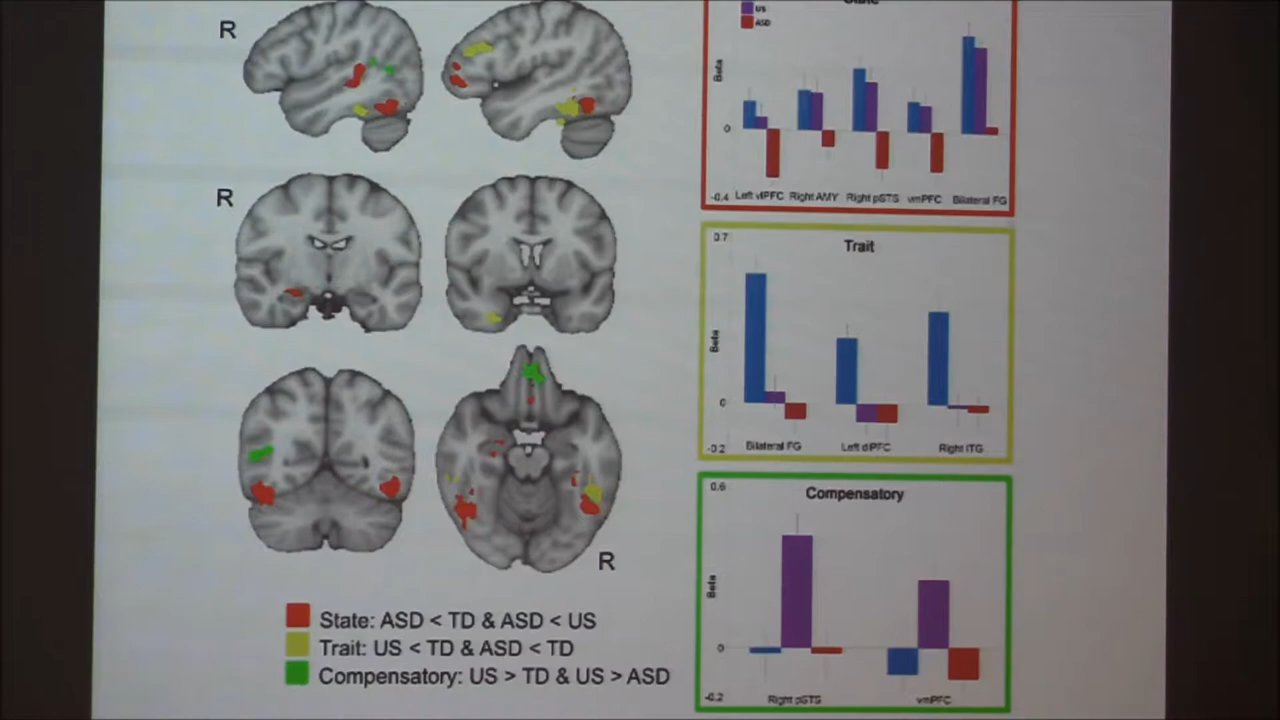 R
R
R
State: ASD < TD & ASD < US
Trait: US < TD & ASD < TD
Compensatory: US > TD & US > ASD
State
US
ASD
Beta
0
-0.4
Left vlPFC Right AMY Right pSTS vmPFC Bilateral FG
0.7
Trait
Beta
0
-0.2
Bilateral FG Left dlPFC Right ITG
0.6
Compensatory
Beta
0
-0.2
Right pSTS vmPFC